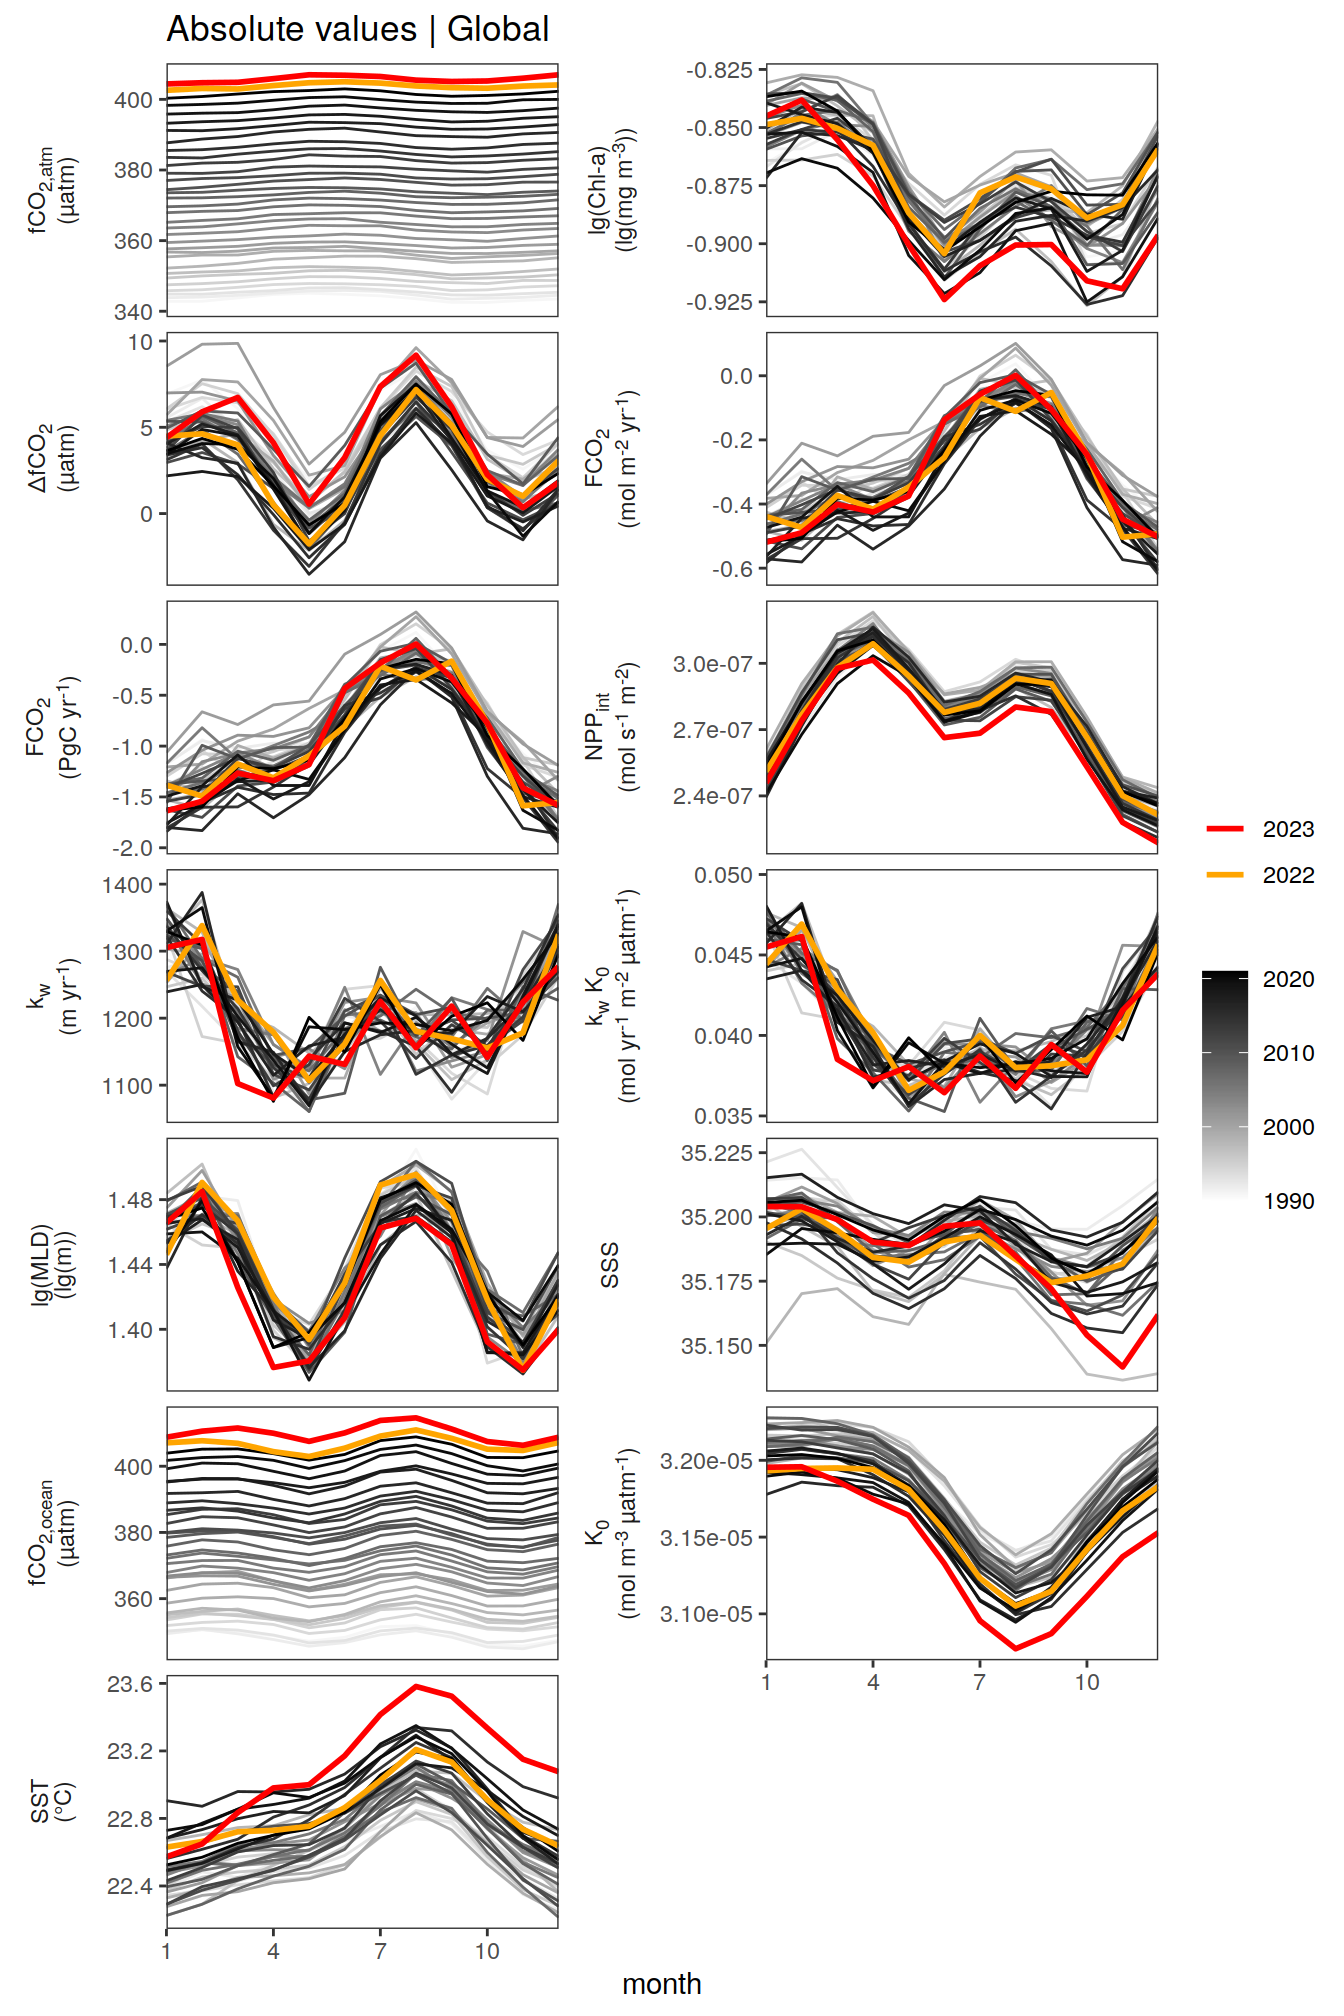 Absolute values | Global
fCO2,atm
(µatm)
400
380
360
340
lg(Chl-a)
(lg(mg m-3))
-0.825
-0.850
-0.875
-0.900
-0.925
ΔfCO2
(µatm)
10
5
0
FCO2
(mol m-2 yr-1)
0.0
-0.2
-0.4
-0.6
FCO2
(PgC yr-1)
0.0
-0.5
-1.0
-1.5
-2.0
NPPint
(mol s-1 m-2)
3.0e-07
2.7e-07
2.4e-07
kw
(m yr-1)
1400
1300
1200
1100
kw K0
(mol yr-1 m-2 µatm-1)
0.050
0.045
0.040
0.035
lg(MLD)
(lg(m))
1.48
1.44
1.40
SSS
35.225
35.200
35.175
35.150
fCO2,ocean
(µatm)
400
380
360
K0
(mol m-3 µatm-1)
3.20e-05
3.15e-05
3.10e-05
1 4 7 10
SST
(°C)
23.6
23.2
22.8
22.4
1 4 7 10
month
2023
2022
2020
2010
2000
1990